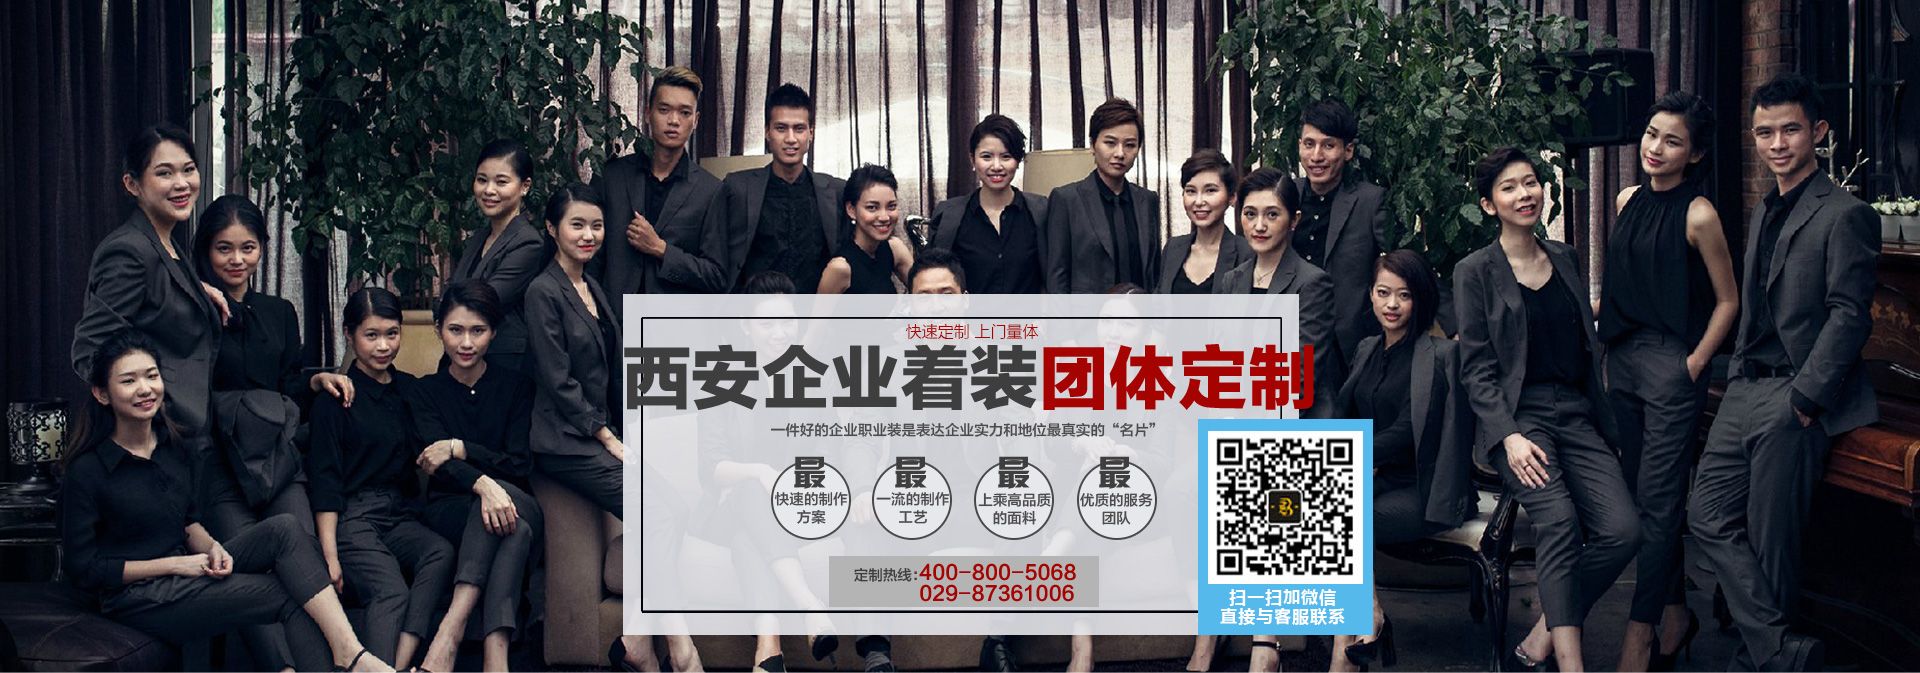 快速定制 上门量体
西安企业着装团体定制
一件好的企业职业装是表达企业实力和地位最真实的“名片”
最
快速的制作
方案
最
一流的制作
工艺
最
上乘高品质
的面料
最
优质的服务
团队
定制热线:400-800-5068
029-87361006
扫一扫加微信
直接与客服联系